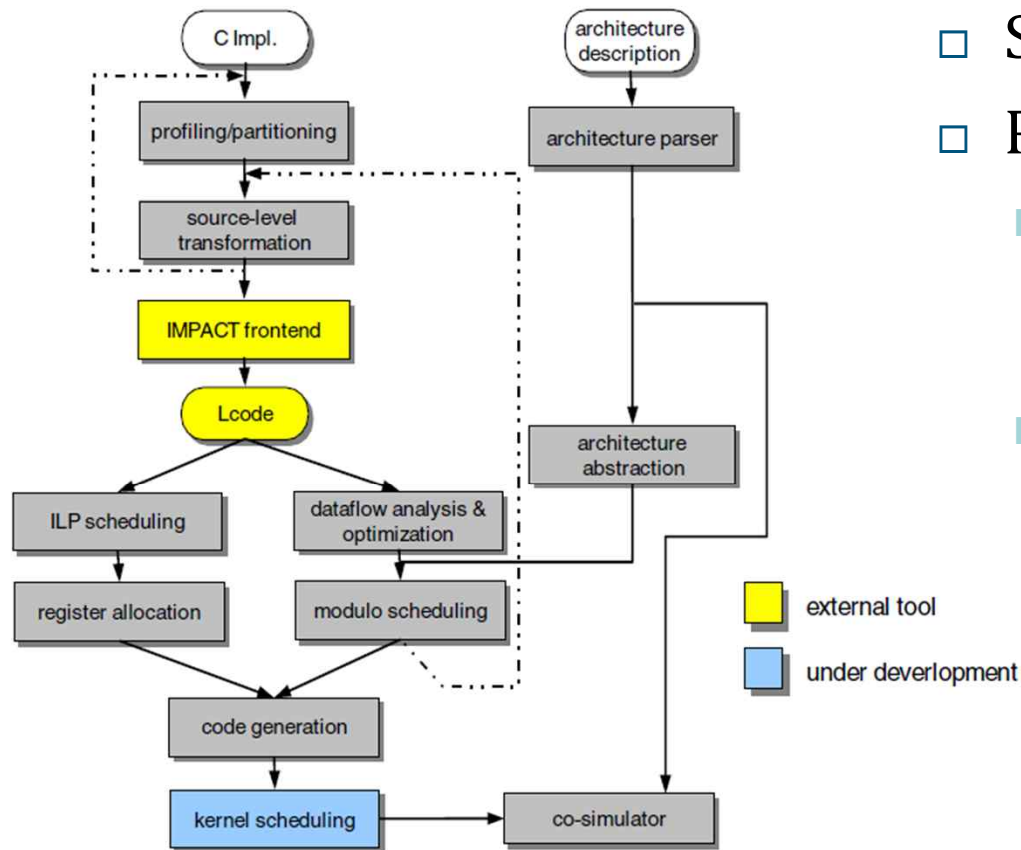 C Impl.
architecture
description
profiling/partitioning
architecture parser
source-level
transformation
IMPACT frontend
Lcode
architecture
abstraction
ILP scheduling
dataflow analysis &
optimization
register allocation
modulo scheduling
code generation
kernel scheduling
co-simulator
external tool
under deverlopment
S